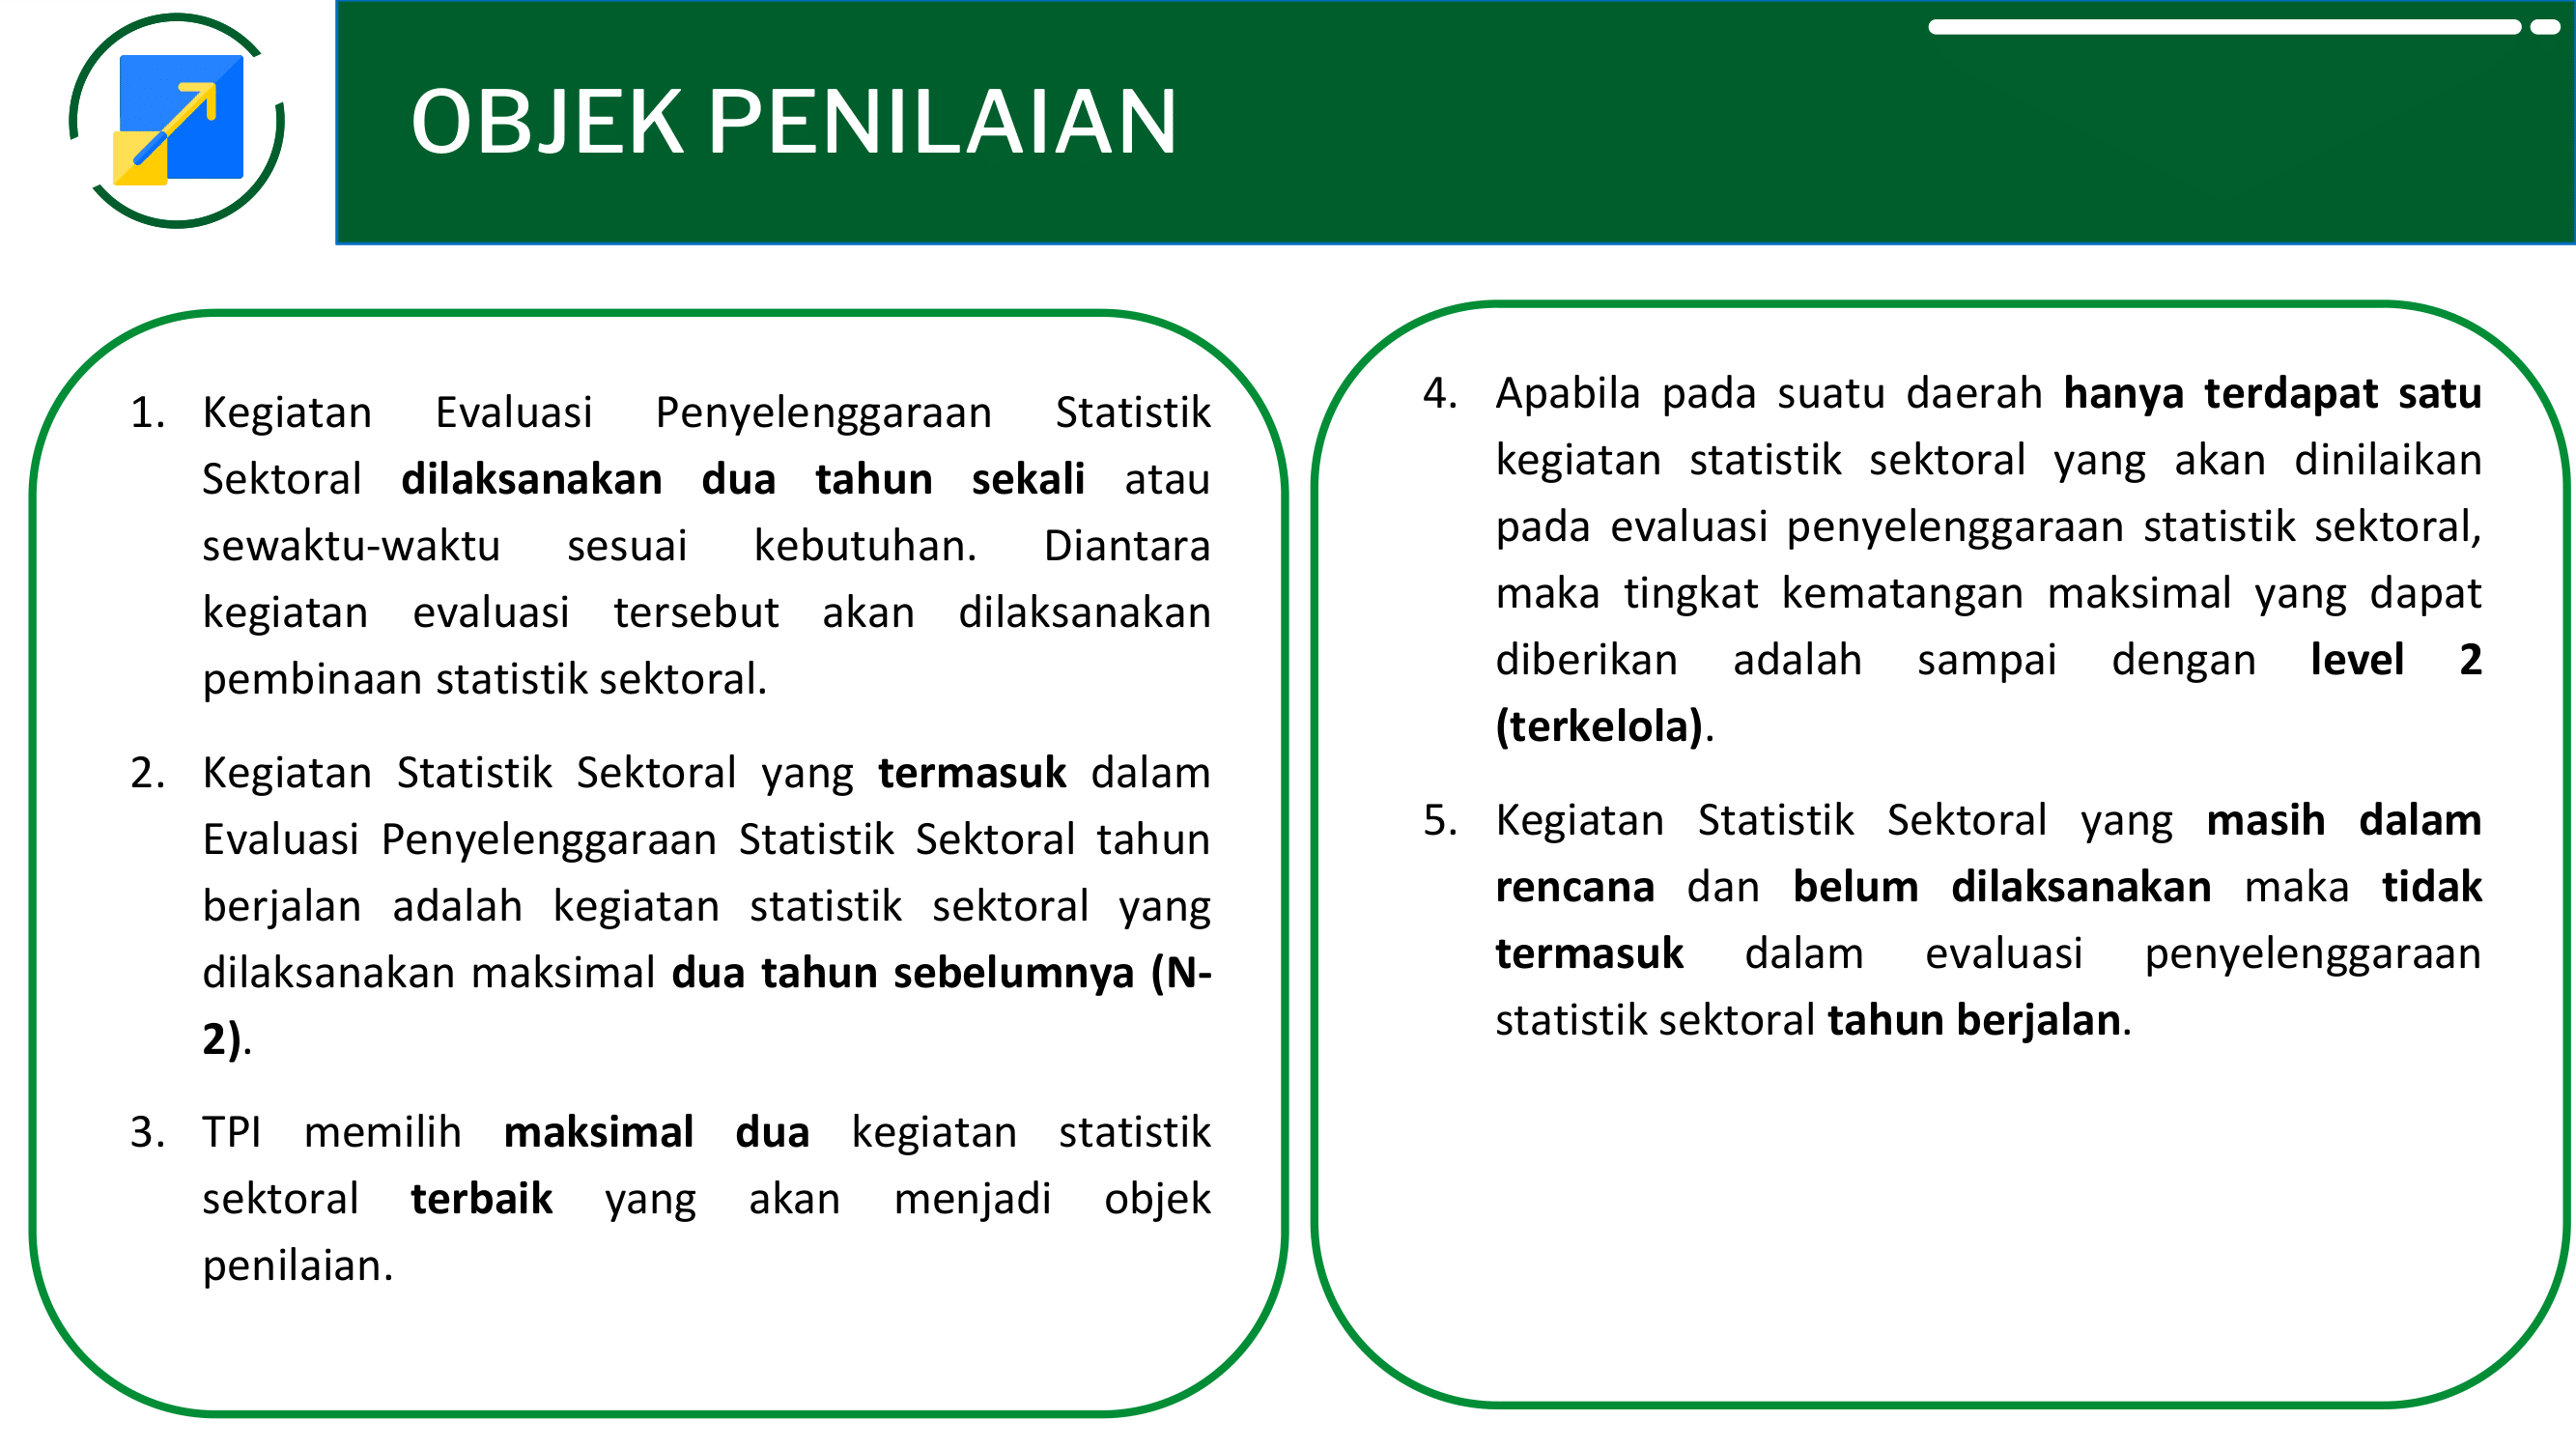 OBJEK PENILAIAN
1. Kegiatan Evaluasi Penyelenggaraan Statistik
Sektoral dilaksanakan dua tahun sekali atau
sewaktu-waktu sesuai kebutuhan. Diantara
kegiatan evaluasi tersebut akan dilaksanakan
pembinaan statistik sektoral.
2. Kegiatan Statistik Sektoral yang termasuk dalam
Evaluasi Penyelenggaraan Statistik Sektoral tahun
berjalan adalah kegiatan statistik sektoral yang
dilaksanakan maksimal dua tahun sebelumnya (N-
2).
3. TPI memilih maksimal dua kegiatan statistik
sektoral terbaik yang akan menjadi objek
penilaian.
4. Apabila pada suatu daerah hanya terdapat satu
kegiatan statistik sektoral yang akan dinilaikan
pada evaluasi penyelenggaraan statistik sektoral,
maka tingkat kematangan maksimal yang dapat
diberikan adalah sampai dengan level 2
(terkelola).
5. Kegiatan Statistik Sektoral yang masih dalam
rencana dan belum dilaksanakan maka tidak
termasuk dalam evaluasi penyelenggaraan
statistik sektoral tahun berjalan.